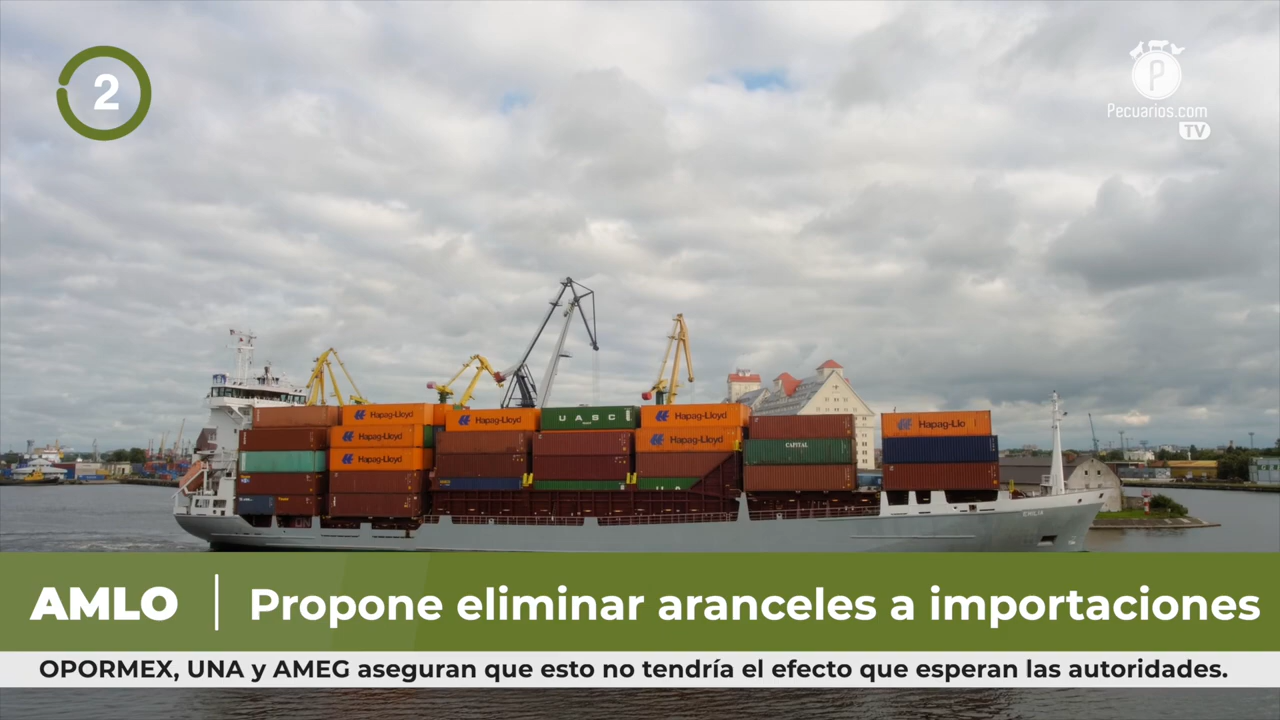 2
P
Pecuarios.com
TV
Hapag-Lloyd
Hapag-Lloyd
UASC
Hapag-Lloyd
Hapag-Lloyd
Hapag-Lloyd
Hapag-Lloyd
Hapag-Llo
CAPITAL
AMLO | Propone eliminar aranceles a importaciones
OPORMEX, UNA y AMEG aseguran que esto no tendría el efecto que esperan las autoridades.